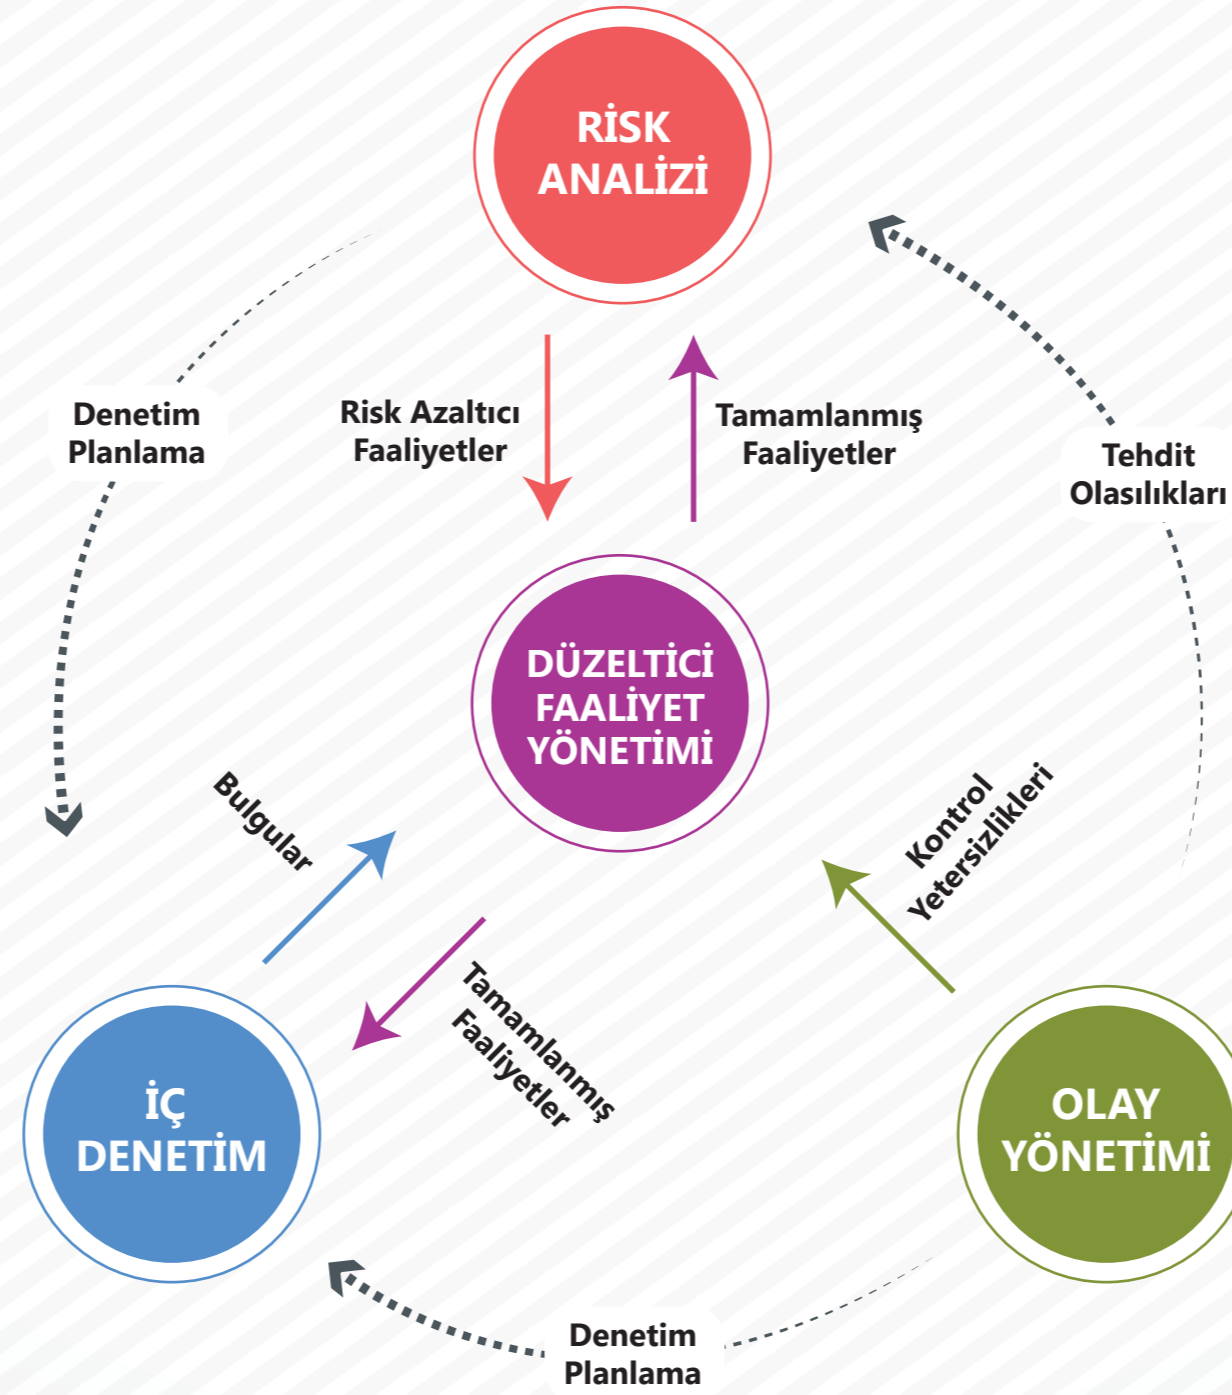 RİSK
ANALİZİ
Denetim
Planlama
Risk Azaltıcı
Faaliyetler
Tamamlanmış
Faaliyetler
Tehdit
Olasılıkları
DÜZELTİCİ
FAALİYET
YÖNETİMİ
Bulgular
Kontrol
Yetersizlikleri
Tamamlanmış
Faaliyetler
İÇ
DENETİM
OLAY
YÖNETİMİ
Denetim
Planlama